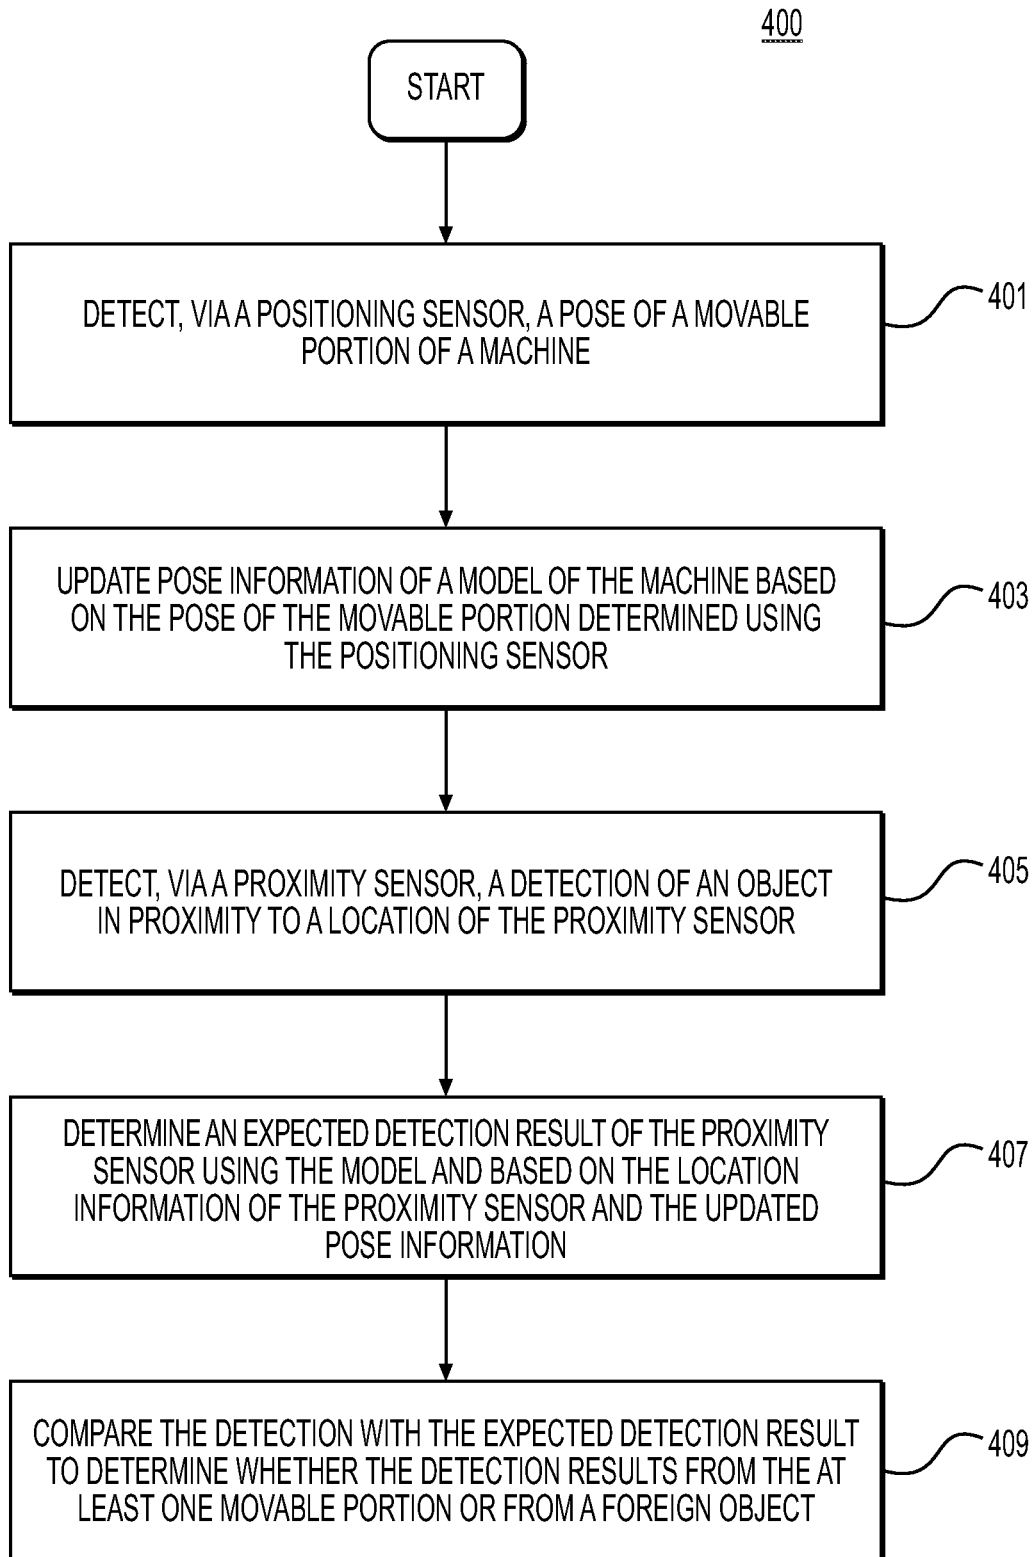 400
START
DETECT, VIA A POSITIONING SENSOR, A POSE OF A MOVABLE
PORTION OF A MACHINE
401
UPDATE POSE INFORMATION OF A MODEL OF THE MACHINE BASED
ON THE POSE OF THE MOVABLE PORTION DETERMINED USING
THE POSITIONING SENSOR
403
DETECT, VIA A PROXIMITY SENSOR, A DETECTION OF AN OBJECT
IN PROXIMITY TO A LOCATION OF THE PROXIMITY SENSOR
405
DETERMINE AN EXPECTED DETECTION RESULT OF THE PROXIMITY
SENSOR USING THE MODEL AND BASED ON THE LOCATION
INFORMATION OF THE PROXIMITY SENSOR AND THE UPDATED
POSE INFORMATION
407
COMPARE THE DETECTION WITH THE EXPECTED DETECTION RESULT
TO DETERMINE WHETHER THE DETECTION RESULTS FROM THE AT
LEAST ONE MOVABLE PORTION OR FROM A FOREIGN OBJECT
409